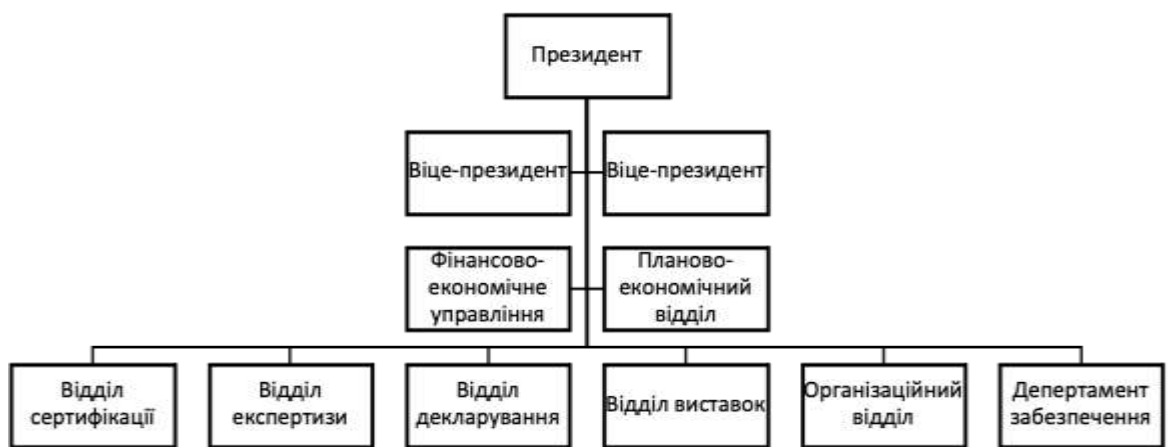 Президент
Віце-президент
Віце-президент
Фінансово-
економічне
управління
Планово-
економічний
відділ
Відділ
сертифікації
Відділ
експертизи
Відділ
декларування
Відділ виставок
Організаційний
відділ
Департамент
забезпечення